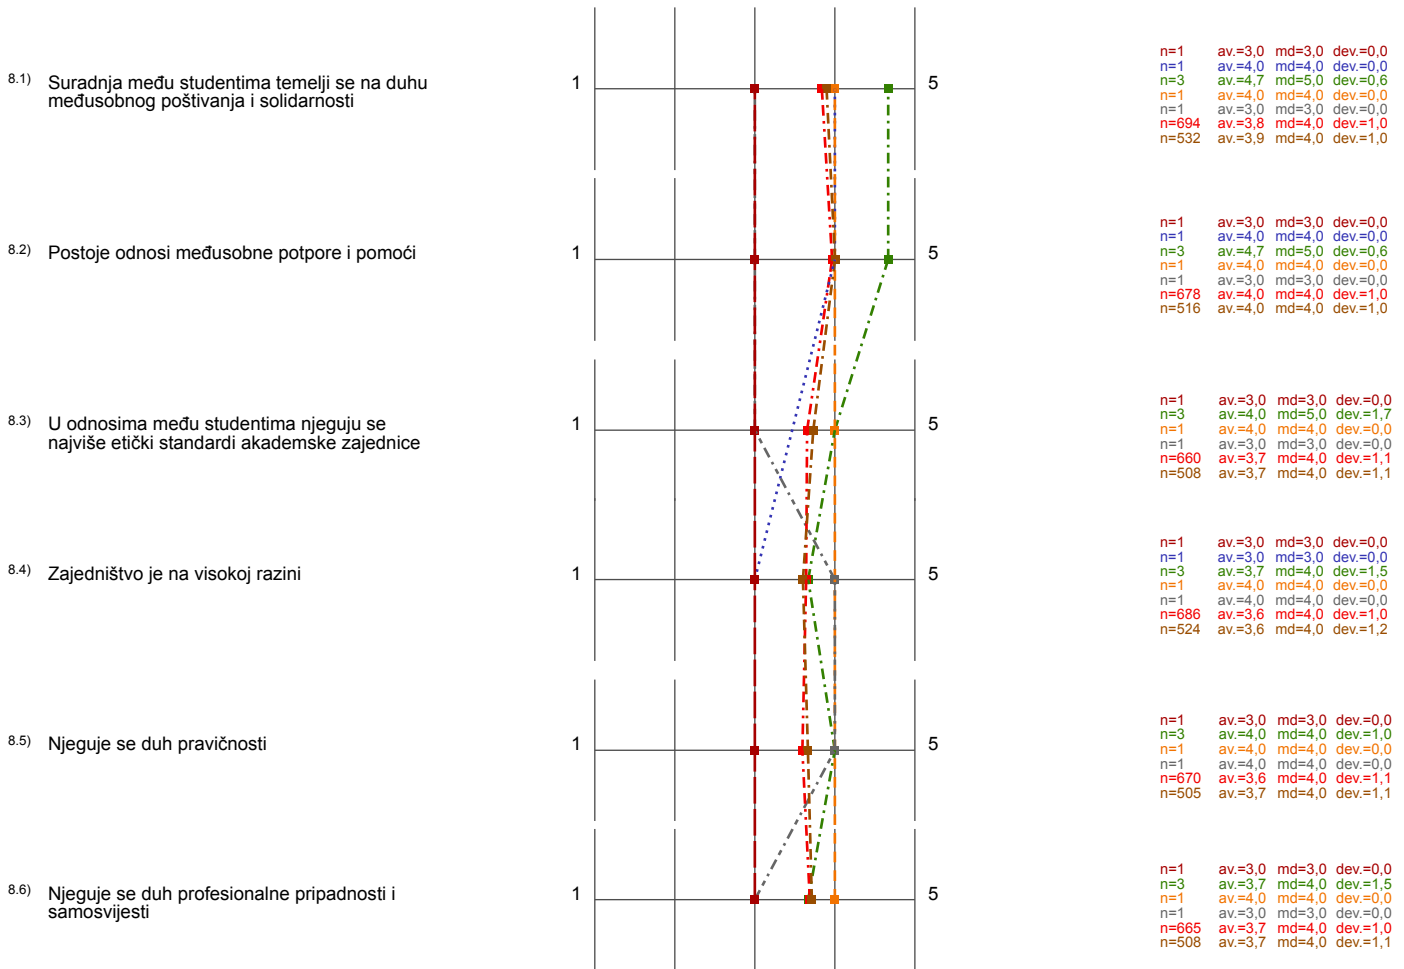 8.1) Suradnja među studentima temelji se na duhu
međusobnog poštivanja i solidarnosti
1 5
n=1 av.=3,0 md=3,0 dev.=0,0
n=1 av.=4,0 md=4,0 dev.=0,0
n=3 av.=4,7 md=5,0 dev.=0,6
n=1 av.=4,0 md=4,0 dev.=0,0
n=1 av.=3,0 md=3,0 dev.=0,0
n=694 av.=3,8 md=4,0 dev.=1,0
n=532 av.=3,9 md=4,0 dev.=1,0
8.2) Postoje odnosi međusobne potpore i pomoći
1 5
n=1 av.=3,0 md=3,0 dev.=0,0
n=1 av.=4,0 md=4,0 dev.=0,0
n=3 av.=4,7 md=5,0 dev.=0,6
n=1 av.=4,0 md=4,0 dev.=0,0
n=1 av.=3,0 md=3,0 dev.=0,0
n=678 av.=4,0 md=4,0 dev.=1,0
n=516 av.=4,0 md=4,0 dev.=1,0
8.3) U odnosima među studentima njeguju se
najviše etički standardi akademske zajednice
1 5
n=1 av.=3,0 md=3,0 dev.=0,0
n=3 av.=4,0 md=5,0 dev.=1,7
n=1 av.=4,0 md=4,0 dev.=0,0
n=1 av.=3,0 md=3,0 dev.=0,0
n=660 av.=3,7 md=4,0 dev.=1,1
n=508 av.=3,7 md=4,0 dev.=1,1
8.4) Zajedništvo je na visokoj razini
1 5
n=1 av.=3,0 md=3,0 dev.=0,0
n=1 av.=3,0 md=3,0 dev.=0,0
n=3 av.=3,7 md=4,0 dev.=1,5
n=1 av.=4,0 md=4,0 dev.=0,0
n=1 av.=4,0 md=4,0 dev.=0,0
n=686 av.=3,6 md=4,0 dev.=1,0
n=524 av.=3,6 md=4,0 dev.=1,2
8.5) Njeguje se duh pravičnosti
1 5
n=1 av.=3,0 md=3,0 dev.=0,0
n=3 av.=4,0 md=4,0 dev.=1,0
n=1 av.=4,0 md=4,0 dev.=0,0
n=1 av.=4,0 md=4,0 dev.=0,0
n=670 av.=3,6 md=4,0 dev.=1,1
n=505 av.=3,7 md=4,0 dev.=1,1
8.6) Njeguje se duh profesionalne pripadnosti i
samosvijesti
1 5
n=1 av.=3,0 md=3,0 dev.=0,0
n=3 av.=3,7 md=4,0 dev.=1,5
n=1 av.=4,0 md=4,0 dev.=0,0
n=1 av.=3,0 md=3,0 dev.=0,0
n=665 av.=3,7 md=4,0 dev.=1,0
n=508 av.=3,7 md=4,0 dev.=1,1